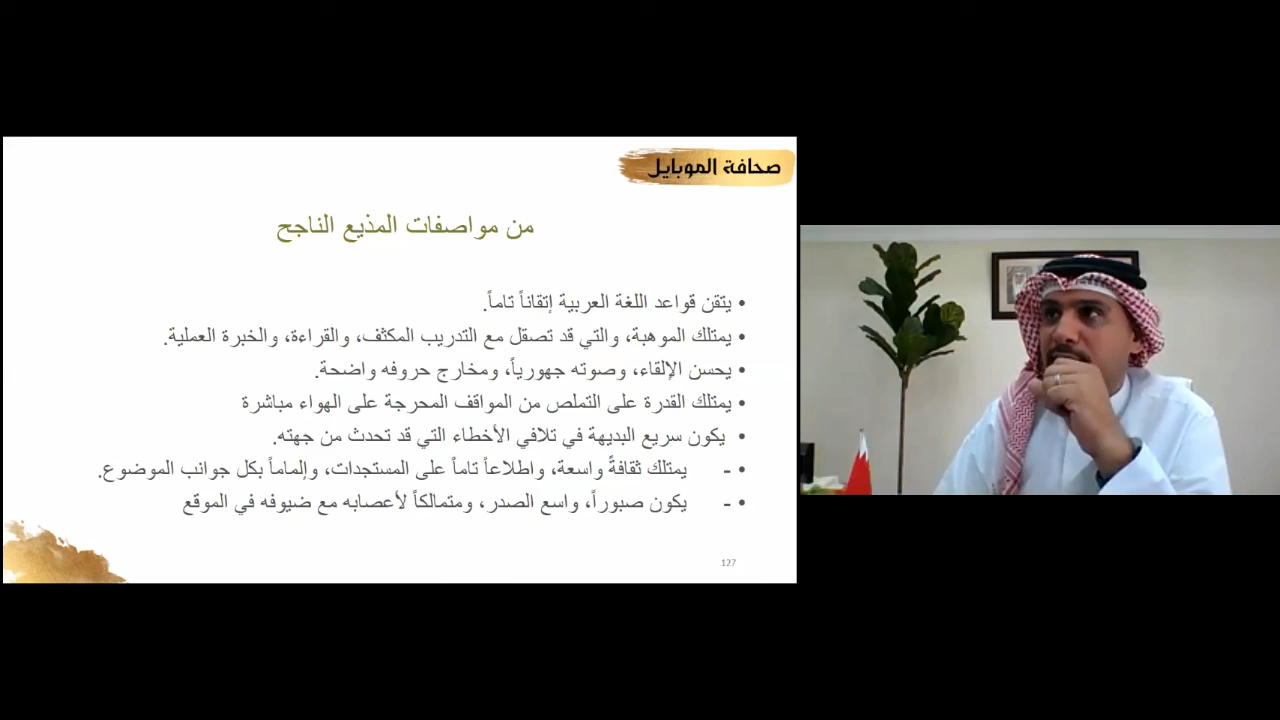 صحافة الموبايل
من مواصفات المذيع الناجح
• يتقن قواعد اللغة العربية إتقاناً تاماً.
• يمتلك الموهبة، والتي قد تصقل مع التدريب المكثف، والقراءة، والخبرة العملية.
• يحسن الإلقاء، وصوته جهورياً، ومخارج حروفه واضحة.
• يمتلك القدرة على التملص من المواقف المحرجة على الهواء مباشرة
• يكون سريع البديهة في تلافي الأخطاء التي قد تحدث من جهته.
• - يمتلك ثقافةً واسعة، واطلاعاً تاماً على المستجدات، وإلماماً بكل جوانب الموضوع.
• - يكون صبوراً، واسع الصدر، ومتمالكاً لأعصابه مع ضيوفه في الموقع
127